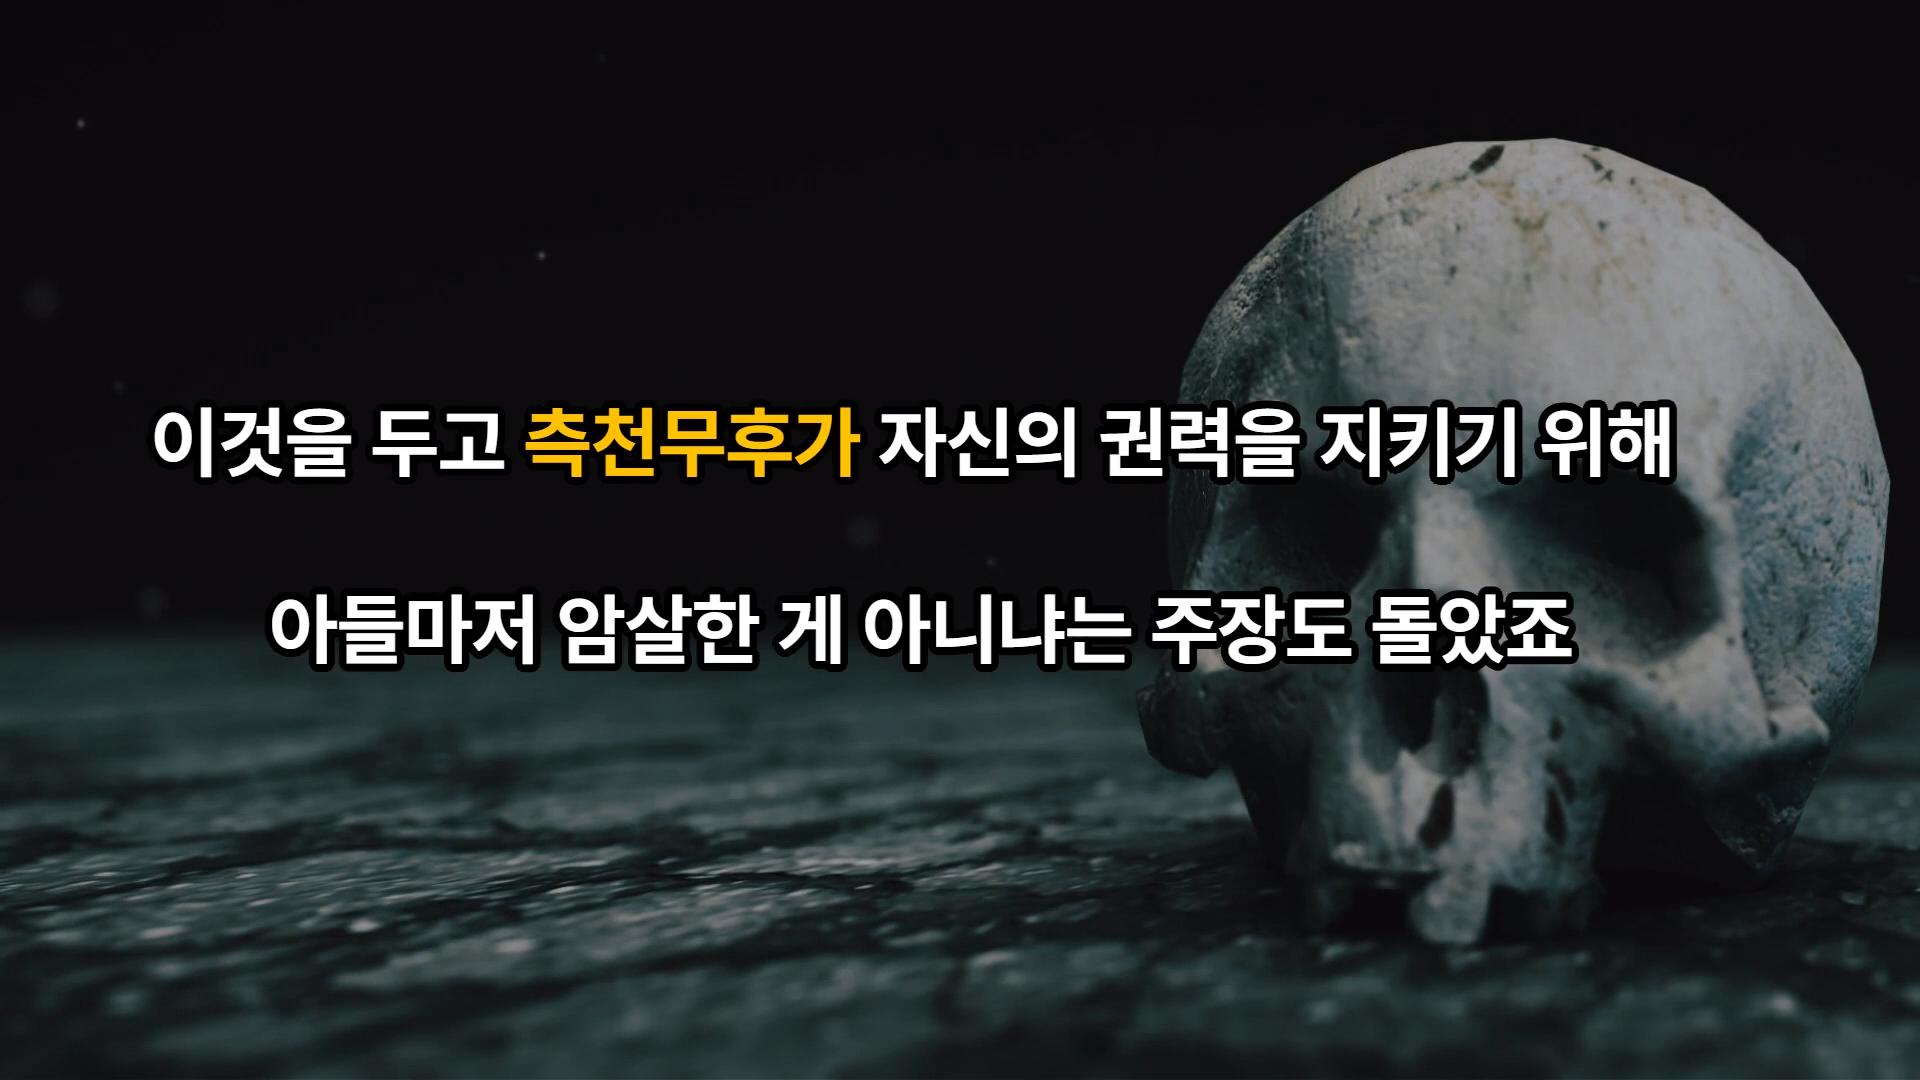 이것을 두고 측천무후가 자신의 권력을 지키기 위해
아들마저 암살한 게 아니냐는 주장도 돌았죠